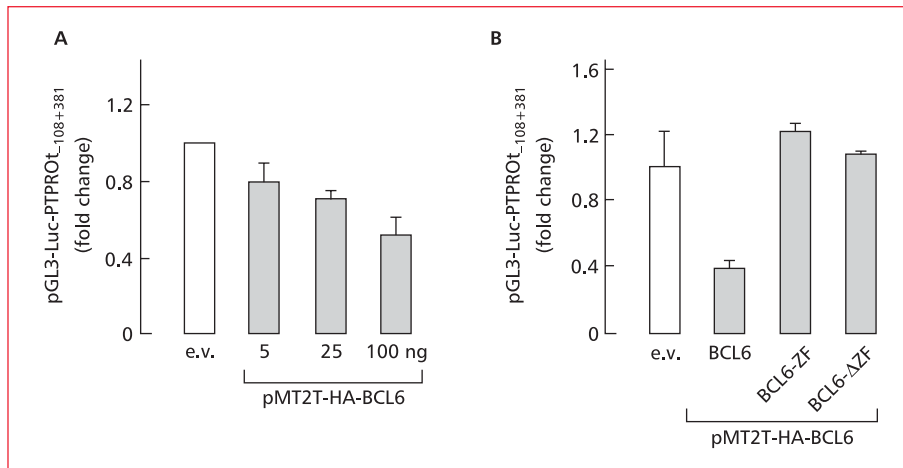 A
pGL3-Luc-PTPROt-108+381
(fold change)
1.2
0.8
0.4
0
e.v.
5
25
100 ng
pMT2T-HA-BCL6
B
pGL3-Luc-PTPROt-108+381
(fold change)
1.6
1.2
0.8
0.4
0
e.v.
BCL6
BCL6-ZF
BCL6-ΔZF
pMT2T-HA-BCL6